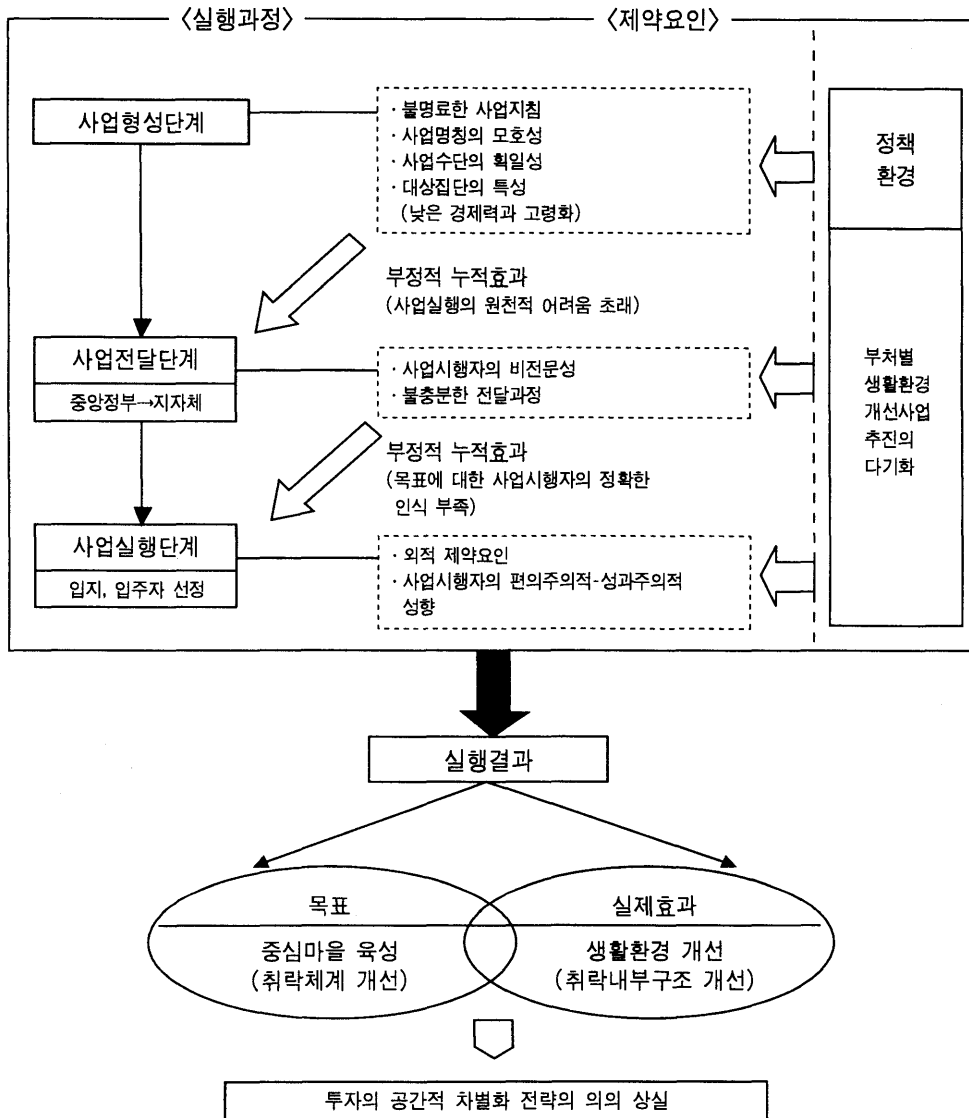 〈실행과정〉
〈제약요인〉
사업형성단계
· 불명료한 사업지침
· 사업명칭의 모호성
· 사업수단의 획일성
· 대상집단의 특성
(낮은 경제력과 고령화)
정책
환경
부정적 누적효과
(사업실행의 원천적 어려움 초래)
사업전달단계
중앙정부→지자체
· 사업시행자의 비전문성
· 불충분한 전달과정
부처별
생활환경
개선사업
추진의
다기화
부정적 누적효과
(목표에 대한 사업시행자의 정확한
인식 부족)
사업실행단계
입지, 입주자 선정
· 외적 제약요인
· 사업시행자의 편의주의적-성과주의적
성향
실행결과
목표
중심마을 육성
(취락체계 개선)
실제효과
생활환경 개선
(취락내부구조 개선)
투자의 공간적 차별화 전략의 의의 상실